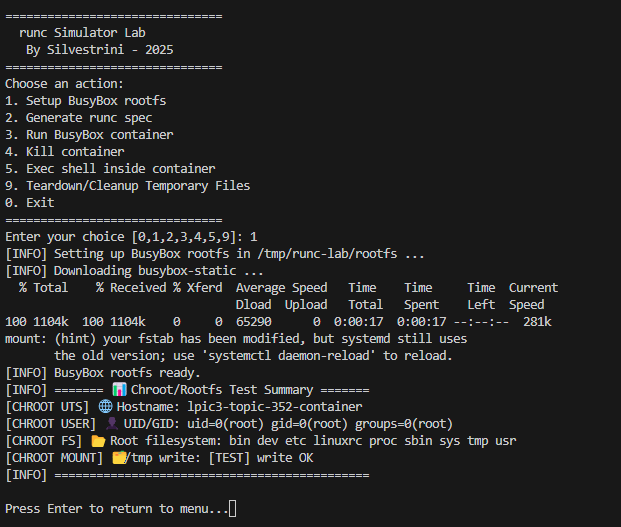 ==============================
  runc Simulator Lab
   By Silvestrini - 2025
==============================
Choose an action:
1. Setup BusyBox rootfs
2. Generate runc spec
3. Run BusyBox container
4. Kill container
5. Exec shell inside container
9. Teardown/Cleanup Temporary Files
0. Exit
==============================
Enter your choice [0,1,2,3,4,5,9]: 1
[INFO] Setting up BusyBox rootfs in /tmp/runc-lab/rootfs ...
[INFO] Downloading busybox-static ...
  % Total    % Received % Xferd  Average Speed   Time    Time     Time  Current
                                 Dload  Upload   Total   Spent    Left  Speed
100 1104k  100 1104k    0     0  65290      0  0:00:17  0:00:17 --:--:--  281k
mount: (hint) your fstab has been modified, but systemd still uses
       the old version; use 'systemctl daemon-reload' to reload.
[INFO] BusyBox rootfs ready.
[INFO] ======= 📊 Chroot/Rootfs Test Summary =======
[CHROOT UTS] 🌐 Hostname: lpic3-topic-352-container
[CHROOT USER] 👤 UID/GID: uid=0(root) gid=0(root) groups=0(root)
[CHROOT FS] 📂 Root filesystem: bin dev etc linuxrc proc sbin sys tmp usr
[CHROOT MOUNT] 🗂️/tmp write: [TEST] write OK
[INFO] ============================================

Press Enter to return to menu...